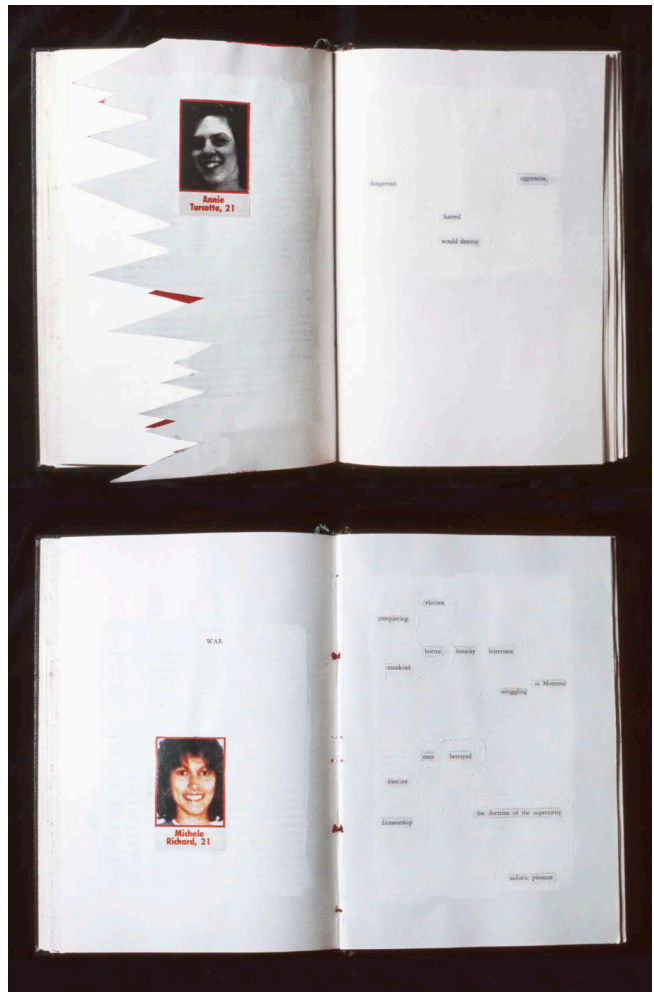 Annie
Turcotte, 21
dangerous
aggressive,
hatred
would destroy
WAR
Michele
Richard, 21
victims
conquering
horror ferocity bitterness
mankind
in Montreal
struggling
men betrayed
execute
the doctrine of the superiority
dictatorship
sadistic pleasure